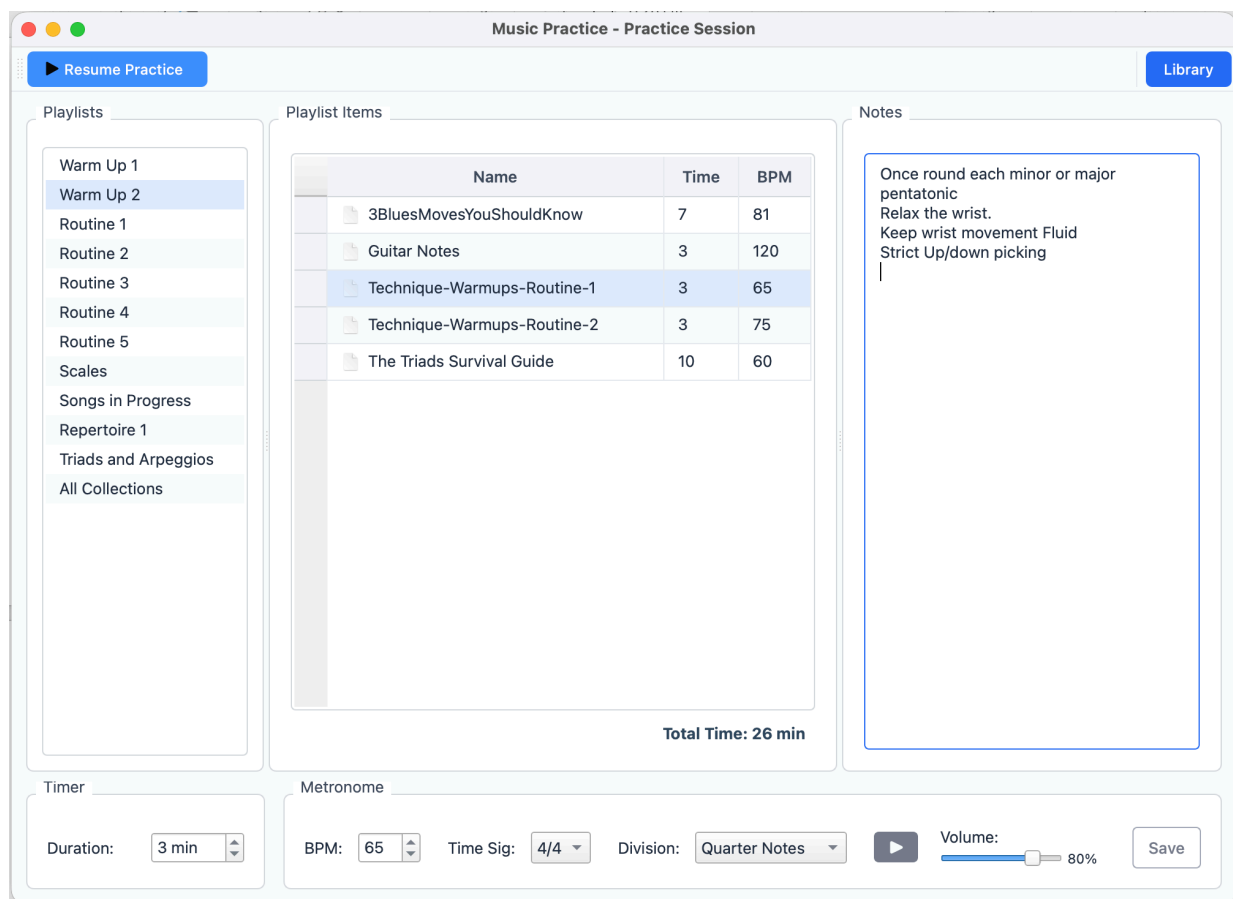 Music Practice - Practice Session
Resume Practice
Library
Playlists
Warm Up 1
Warm Up 2
Routine 1
Routine 2
Routine 3
Routine 4
Routine 5
Scales
Songs in Progress
Repertoire 1
Triads and Arpeggios
All Collections
Playlist Items
Name Time BPM
3BluesMovesYouShouldKnow 7 81
Guitar Notes 3 120
Technique-Warmups-Routine-1 3 65
Technique-Warmups-Routine-2 3 75
The Triads Survival Guide 10 60
Total Time: 26 min
Notes
Once round each minor or major
pentatonic
Relax the wrist.
Keep wrist movement Fluid
Strict Up/down picking
Timer
Duration: 3 min
Metronome
BPM: 65 Time Sig: 4/4 Division: Quarter Notes Volume: 80% Save